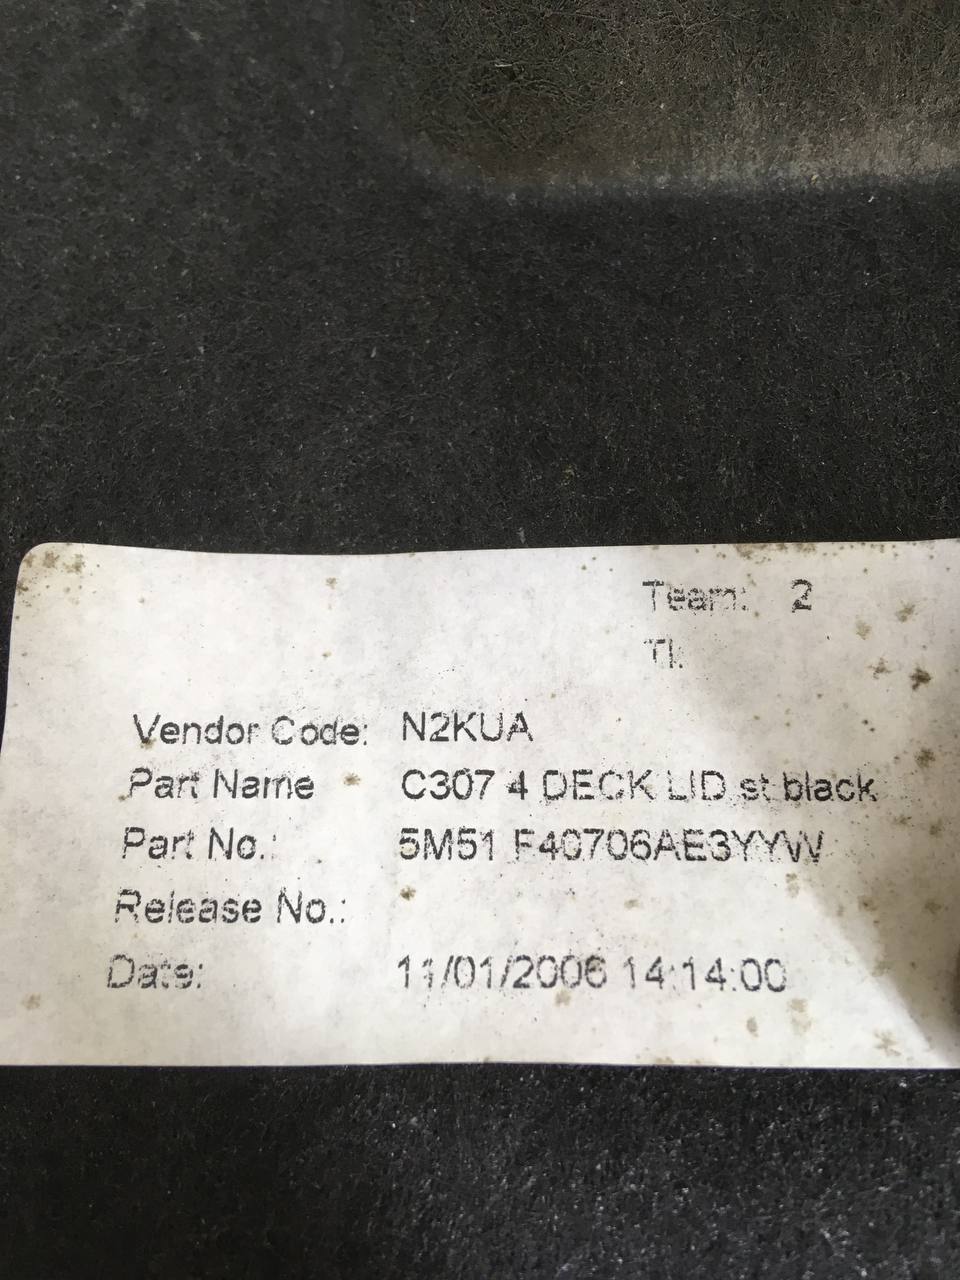 Team: 2
TI.
Vendor Code: N2KUA
Part Name C307 4 DECK LID st black
Part No.: 5M51 F40706AE3YYW
Release No.:
Date: 11/01/2006 14:14:00